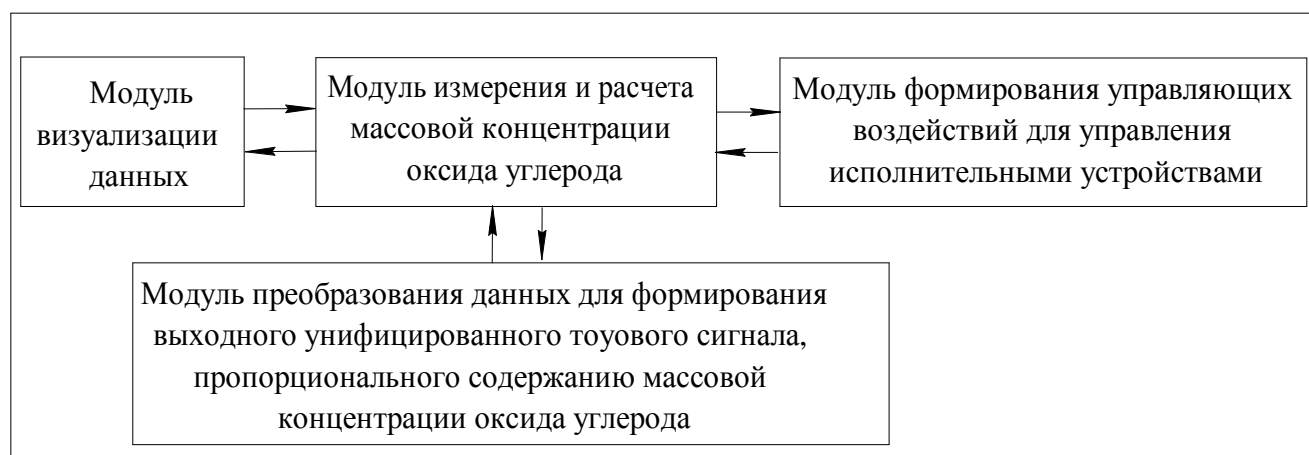 Модуль
визуализации
данных
Модуль измерения и расчета
массовой концентрации
оксида углерода
Модуль формирования управляющих
воздействий для управления
исполнительными устройствами
Модуль преобразования данных для формирования
выходного унифицированного тоуового сигнала,
пропорционального содержанию массовой
концентрации оксида углерода